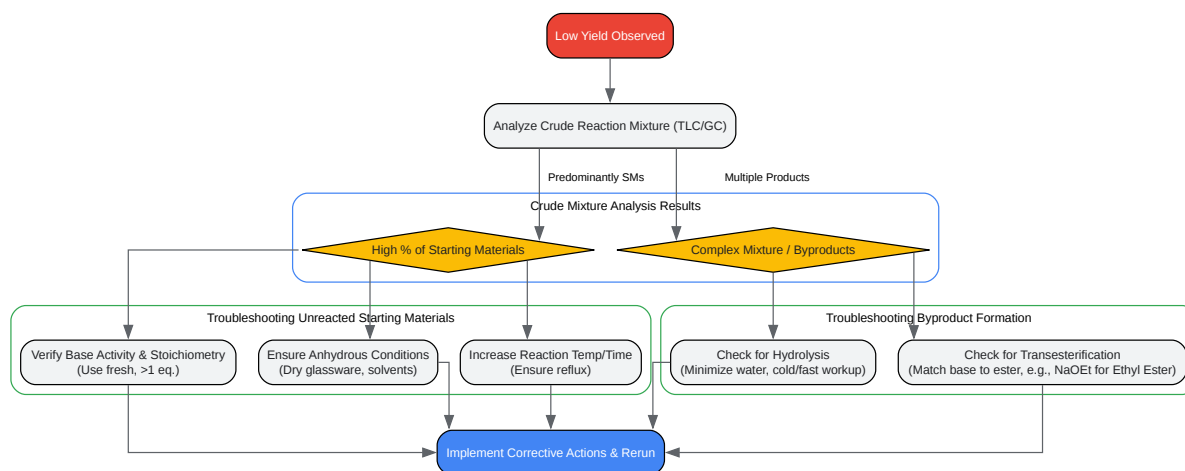 Low Yield Observed
Analyze Crude Reaction Mixture (TLC/GC)
Predominantly SMs
Multiple Products
Crude Mixture Analysis Results
High % of Starting Materials
Complex Mixture / Byproducts
Troubleshooting Unreacted Starting Materials
Troubleshooting Byproduct Formation
Verify Base Activity & Stoichiometry
(Use fresh, >1 eq.)
Ensure Anhydrous Conditions
(Dry glassware, solvents)
Increase Reaction Temp/Time
(Ensure reflux)
Check for Hydrolysis
(Minimize water, cold/fast workup)
Check for Transesterification
(Match base to ester, e.g., NaOEt for Ethyl Ester)
Implement Corrective Actions & Rerun